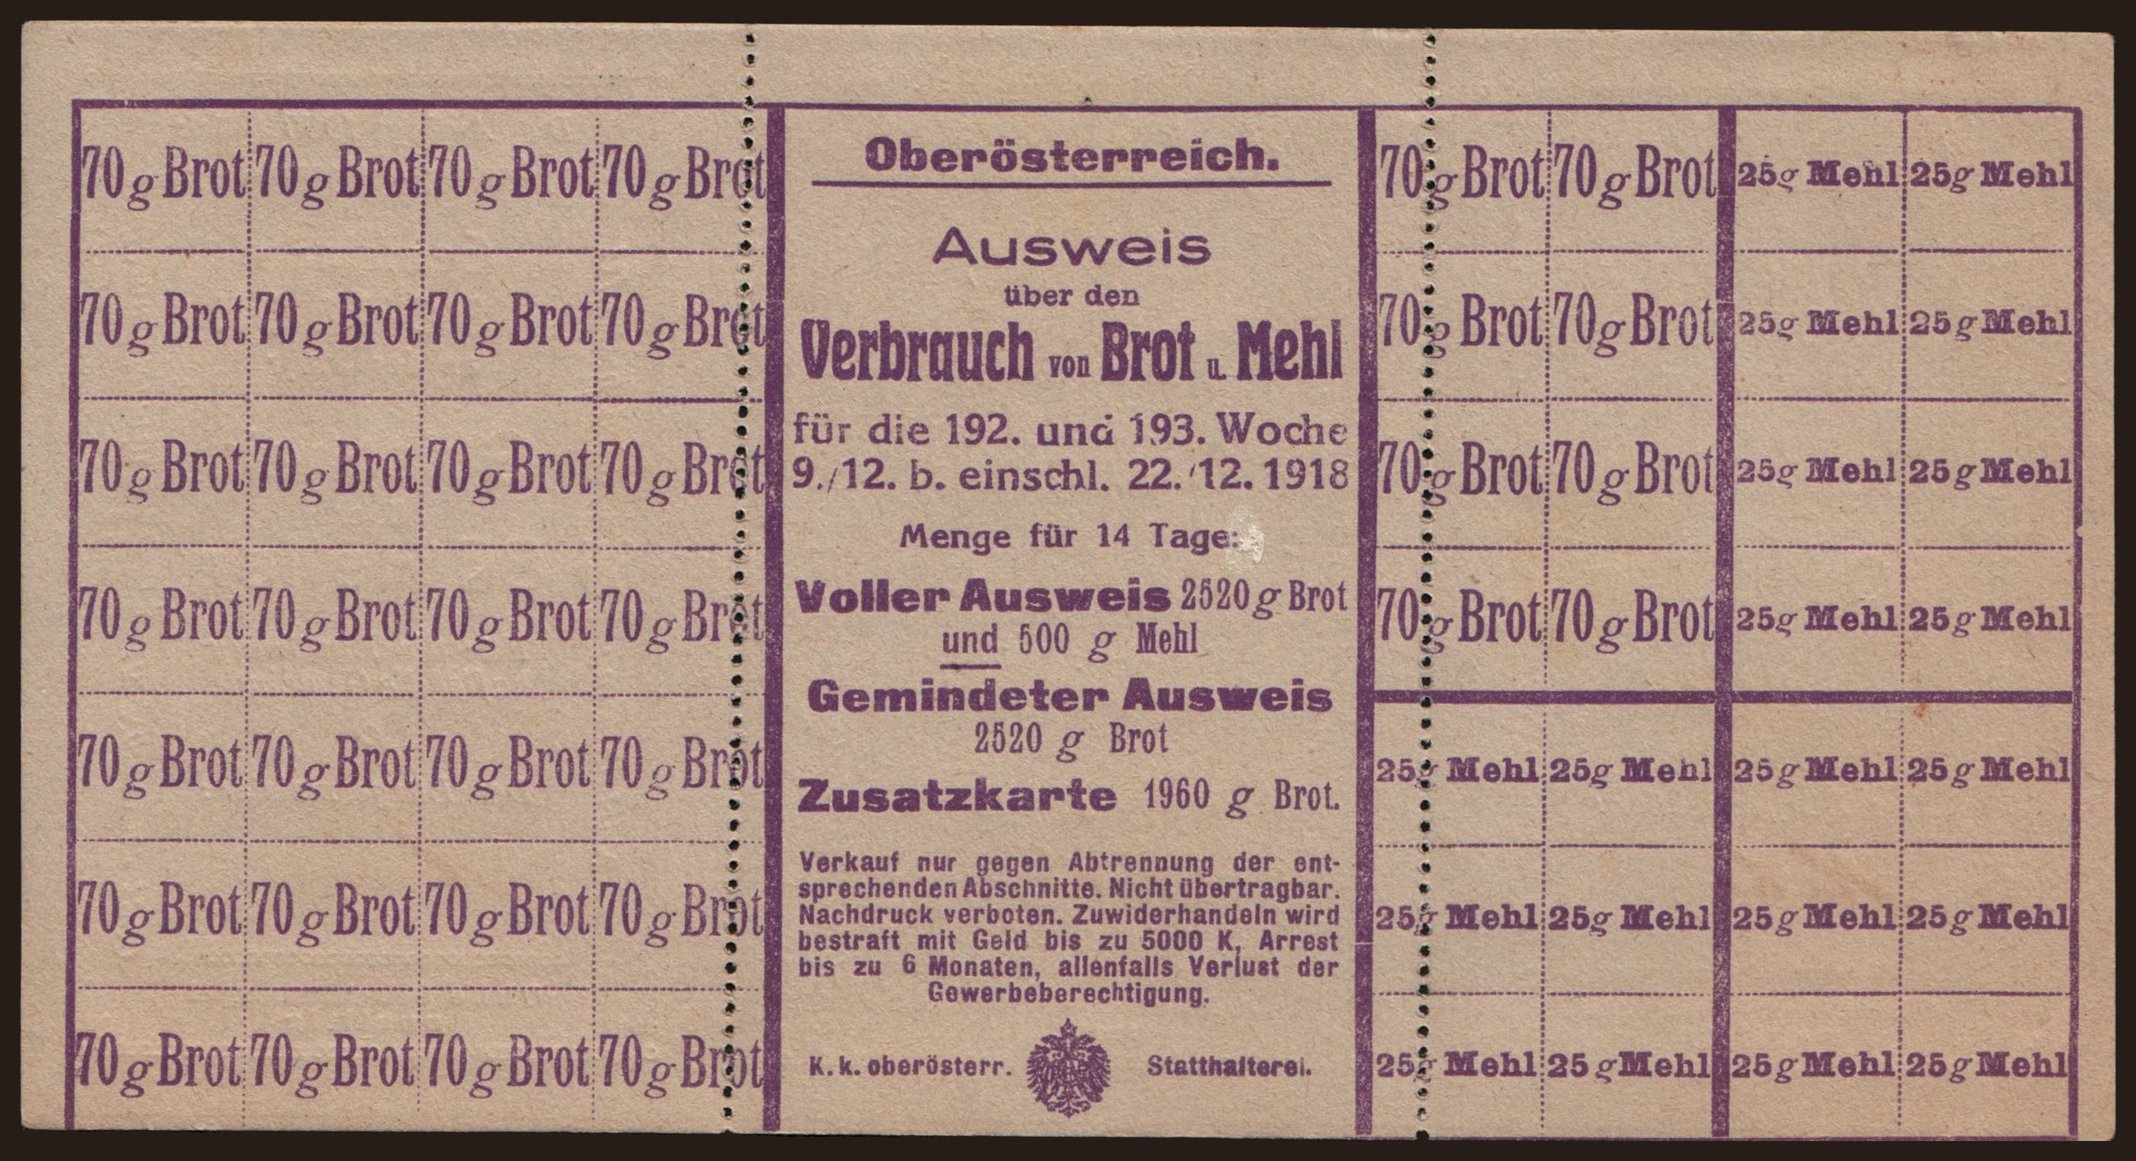 70 g Brot 70 g Brot 70 g Brot 70 g Brot
70 g Brot 70 g Brot 70 g Brot 70 g Brot
70 g Brot 70 g Brot 70 g Brot 70 g Brot
70 g Brot 70 g Brot 70 g Brot 70 g Brot
70 g Brot 70 g Brot 70 g Brot 70 g Brot
70 g Brot 70 g Brot 70 g Brot 70 g Brot
70 g Brot 70 g Brot 70 g Brot 70 g Brot
Oberösterreich.
Ausweis
über den
Verbrauch von Brot u. Mehl
für die 192. und 193. Woche
9./12. b. einschl. 22./12. 1918
Menge für 14 Tage:
Voller Ausweis 2520 g Brot
und 500 g Mehl
Gemindeter Ausweis
2520 g Brot
Zusatzkarte 1960 g Brot.
Verkauf nur gegen Abtrennung der ent-
sprechenden Abschnitte. Nicht übertragbar.
Nachdruck verboten. Zuwiderhandeln wird
bestraft mit Geld bis zu 5000 K, Arrest
bis zu 6 Monaten, allenfalls Verlust der
Gewerbeberechtigung.
K. k. oberösterr. Statthalterei.
70 g Brot 70 g Brot 25 g Mehl 25 g Mehl
70 g Brot 70 g Brot 25 g Mehl 25 g Mehl
70 g Brot 70 g Brot 25 g Mehl 25 g Mehl
70 g Brot 70 g Brot 25 g Mehl 25 g Mehl
25 g Mehl 25 g Mehl 25 g Mehl 25 g Mehl
25 g Mehl 25 g Mehl 25 g Mehl 25 g Mehl
25 g Mehl 25 g Mehl 25 g Mehl 25 g Mehl